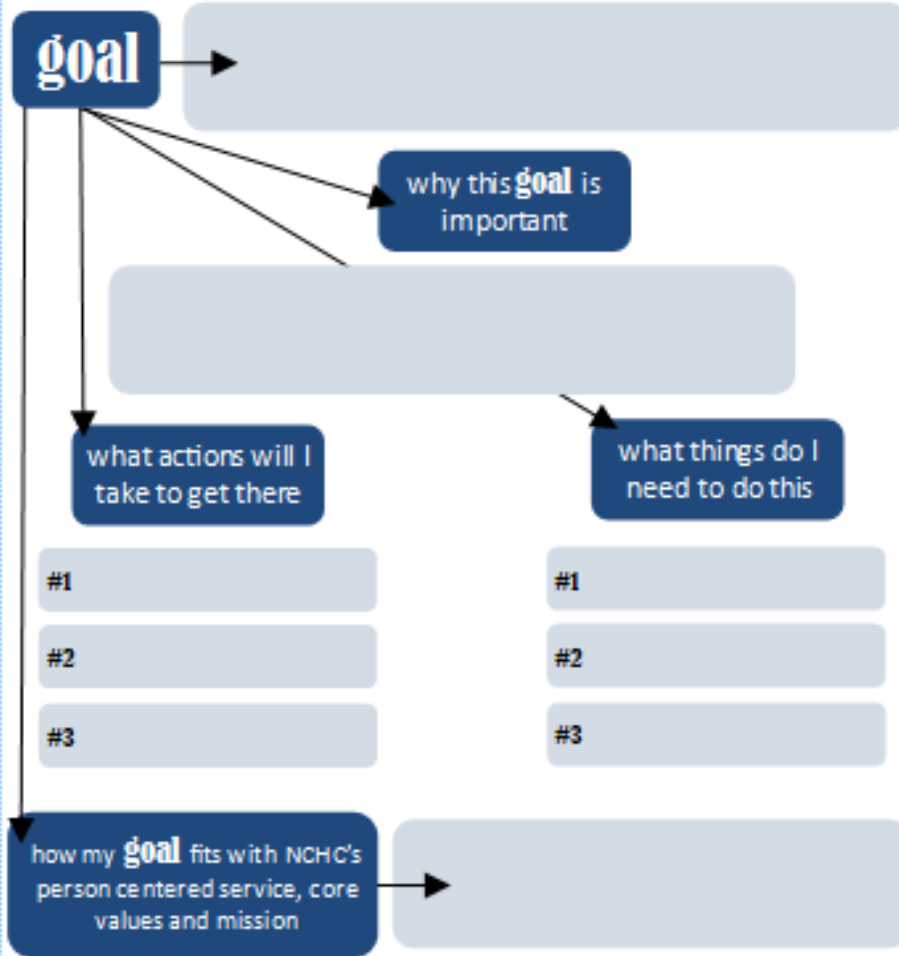 goal
why this goal is
important
what actions will I
take to get there
what things do I
need to do this
#1
#2
#3
#1
#2
#3
how my goal fits with NCHC's
person centered service, core
values and mission